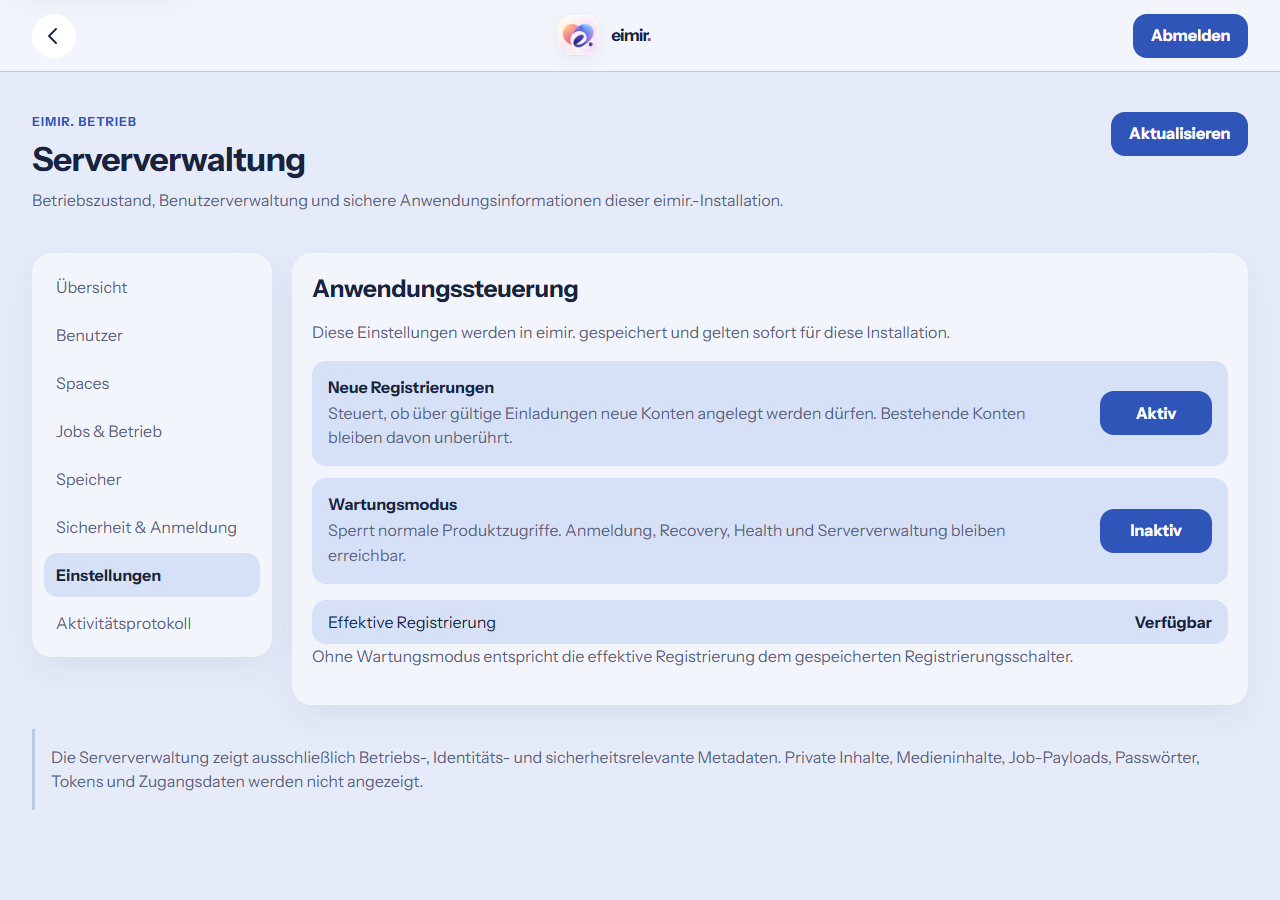 eimir.
Abmelden
EIMIR. BETRIEB
Serververwaltung
Betriebszustand, Benutzerverwaltung und sichere Anwendungsinformationen dieser eimir.-Installation.
Aktualisieren
Übersicht
Benutzer
Spaces
Jobs & Betrieb
Speicher
Sicherheit & Anmeldung
Einstellungen
Aktivitätsprotokoll
Anwendungssteuerung
Diese Einstellungen werden in eimir. gespeichert und gelten sofort für diese Installation.
Neue Registrierungen
Steuert, ob über gültige Einladungen neue Konten angelegt werden dürfen. Bestehende Konten
bleiben davon unberührt.
Aktiv
Wartungsmodus
Sperrt normale Produktzugriffe. Anmeldung, Recovery, Health und Serververwaltung bleiben
erreichbar.
Inaktiv
Effektive Registrierung
Verfügbar
Ohne Wartungsmodus entspricht die effektive Registrierung dem gespeicherten Registrierungsschalter.
Die Serververwaltung zeigt ausschließlich Betriebs-, Identitäts- und sicherheitsrelevante Metadaten. Private Inhalte, Medieninhalte, Job-Payloads, Passwörter,
Tokens und Zugangsdaten werden nicht angezeigt.